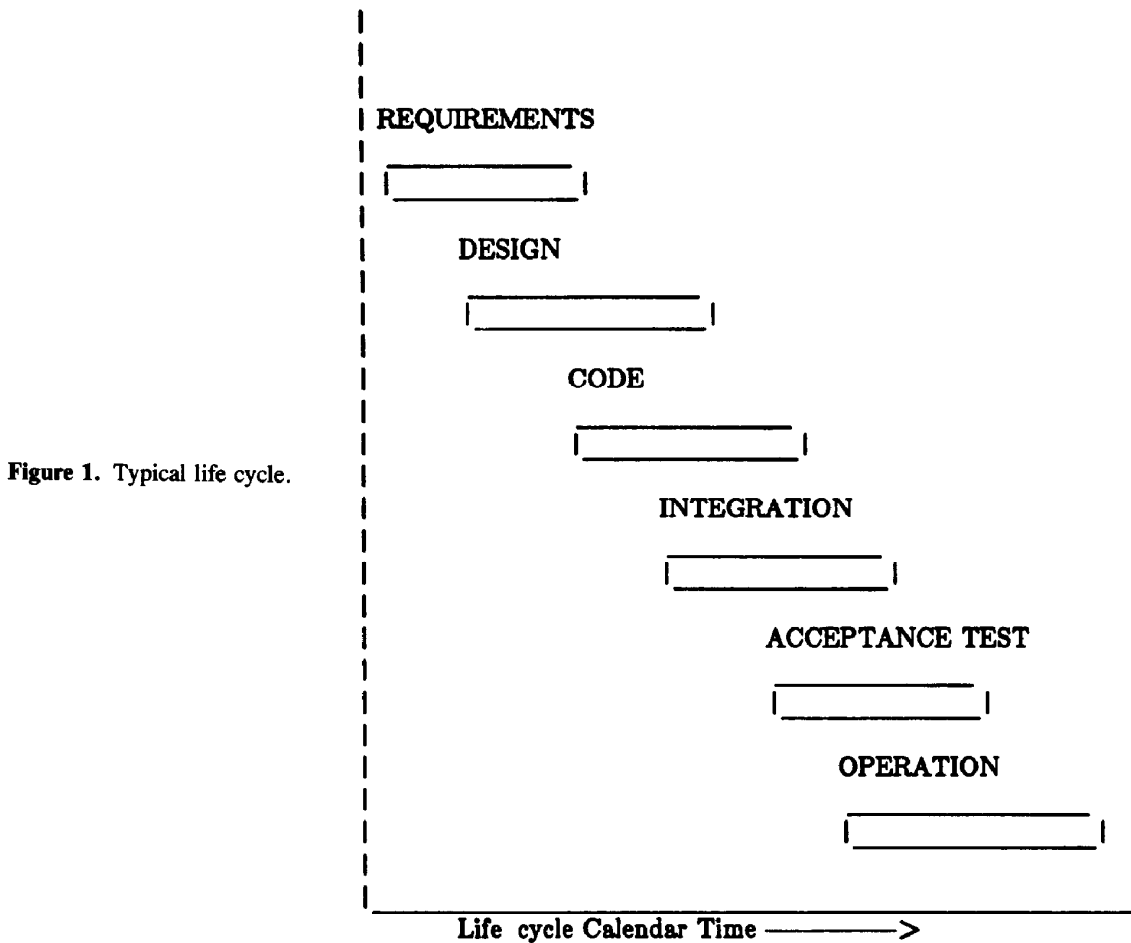 REQUIREMENTS
DESIGN
CODE
Figure 1. Typical life cycle.
INTEGRATION
ACCEPTANCE TEST
OPERATION
Life cycle Calendar Time